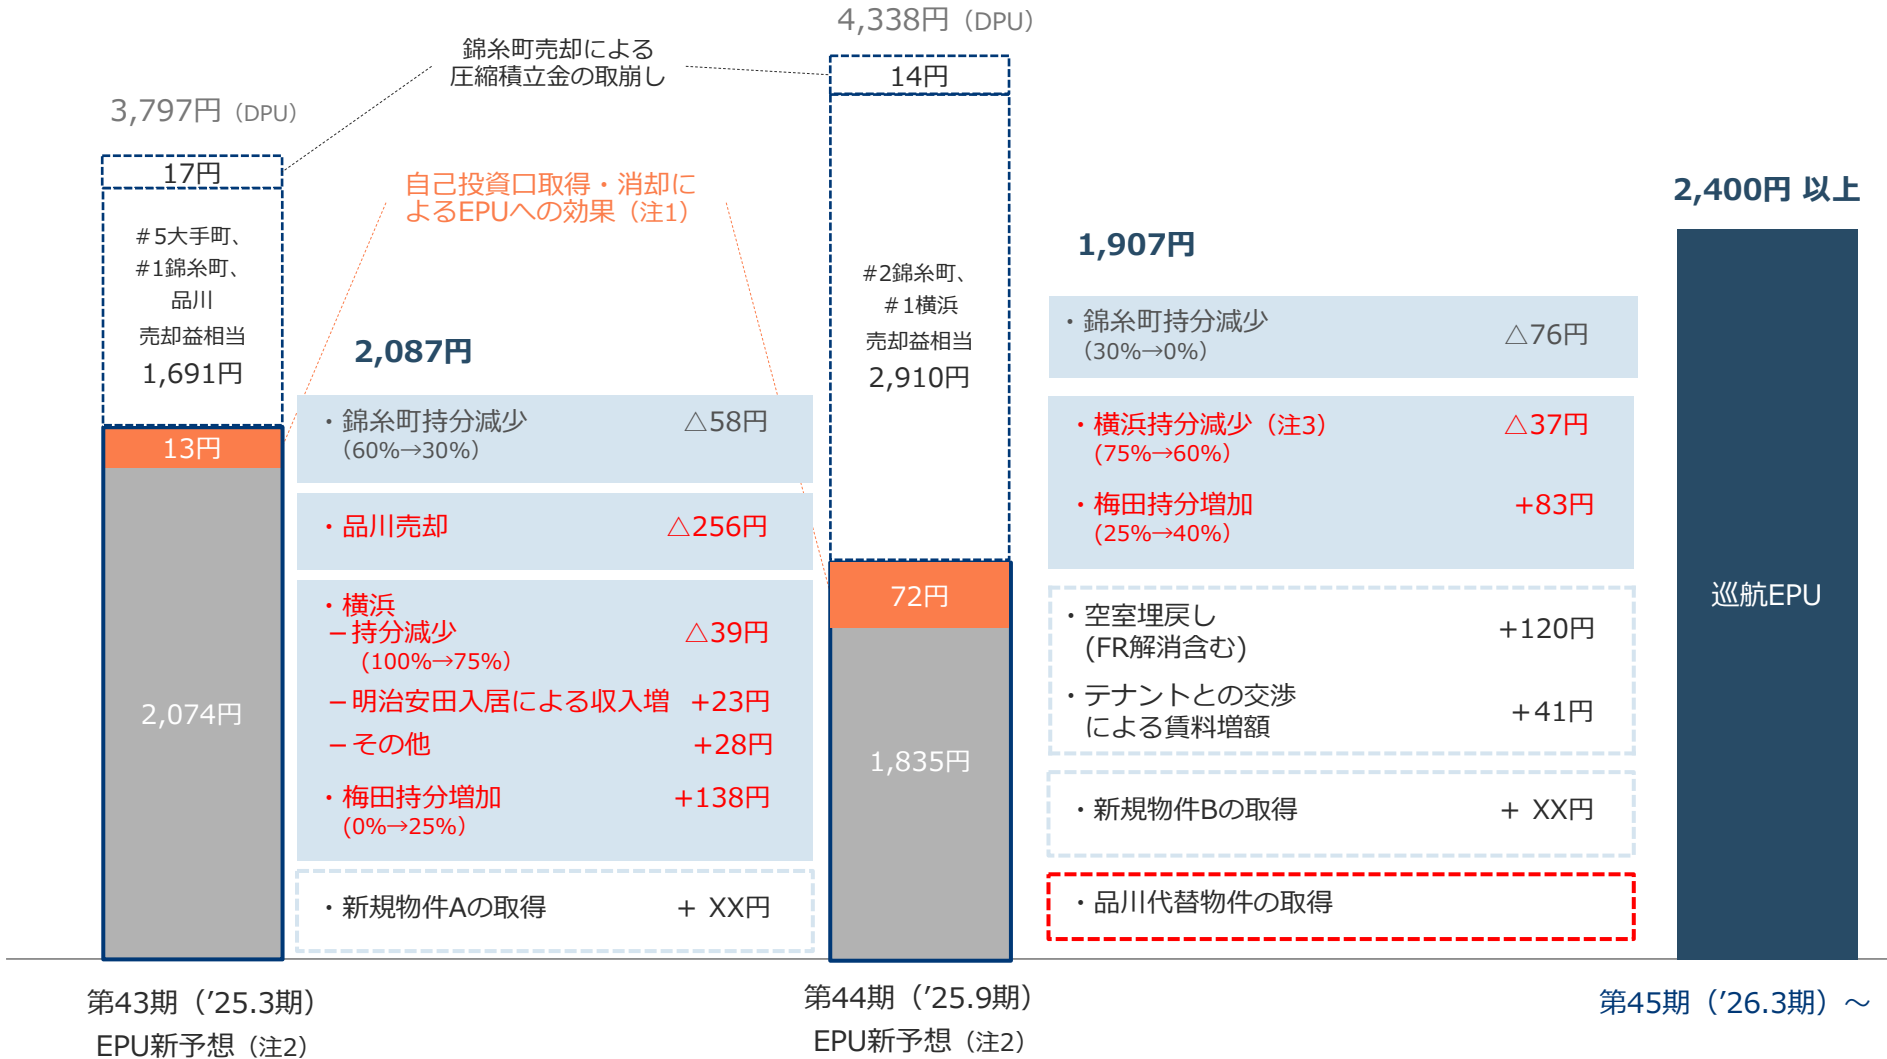 3,797円（DPU）
17円
＃5大手町、
#1錦糸町、
品川
売却益相当
1,691円
13円
2,074円
第43期（’25.3期）
EPU新予想（注2）
錦糸町売却による
圧縮積立金の取崩し
自己投資口取得・消却に
よるEPUへの効果（注1）
2,087円
・錦糸町持分減少 △58円
（60%→30%）
・品川売却 △256円
・横浜
－持分減少 △39円
（100%→75%）
－明治安田入居による収入増 +23円
－その他 +28円
・梅田持分増加 +138円
(0%→25%）
・新規物件Aの取得 + XX円
4,338円（DPU）
14円
#2錦糸町、
＃1横浜
売却益相当
2,910円
72円
1,835円
第44期（’25.9期）
EPU新予想（注2）
1,907円
・錦糸町持分減少 △76円
（30%→0%）
・横浜持分減少（注3） △37円
(75%→60%）
・梅田持分増加 +83円
(25%→40%）
・空室埋戻し +120円
(FR解消含む)
・テナントとの交渉 +41円
による賃料増額
・新規物件Bの取得 + XX円
・品川代替物件の取得
2,400円 以上
巡航EPU
第45期（’26.3期）～